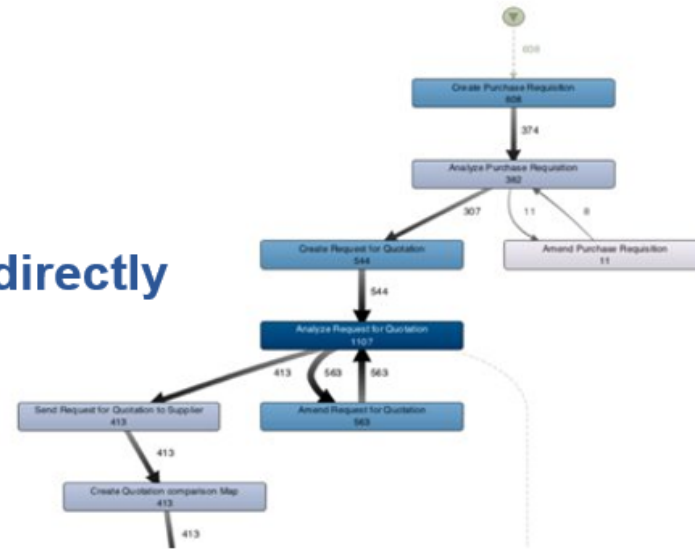 608
Create Purchase Requisition
608
374
Analyze Purchase Requisition
382
307
11
8
directly
Create Request for Quotation
544
Amend Purchase Requisition
11
544
Analyze Request for Quotation
1107
413
563
563
Send Request for Quotation to Supplier
413
Amend Request for Quotation
563
413
Create Quotation comparison Map
413
413